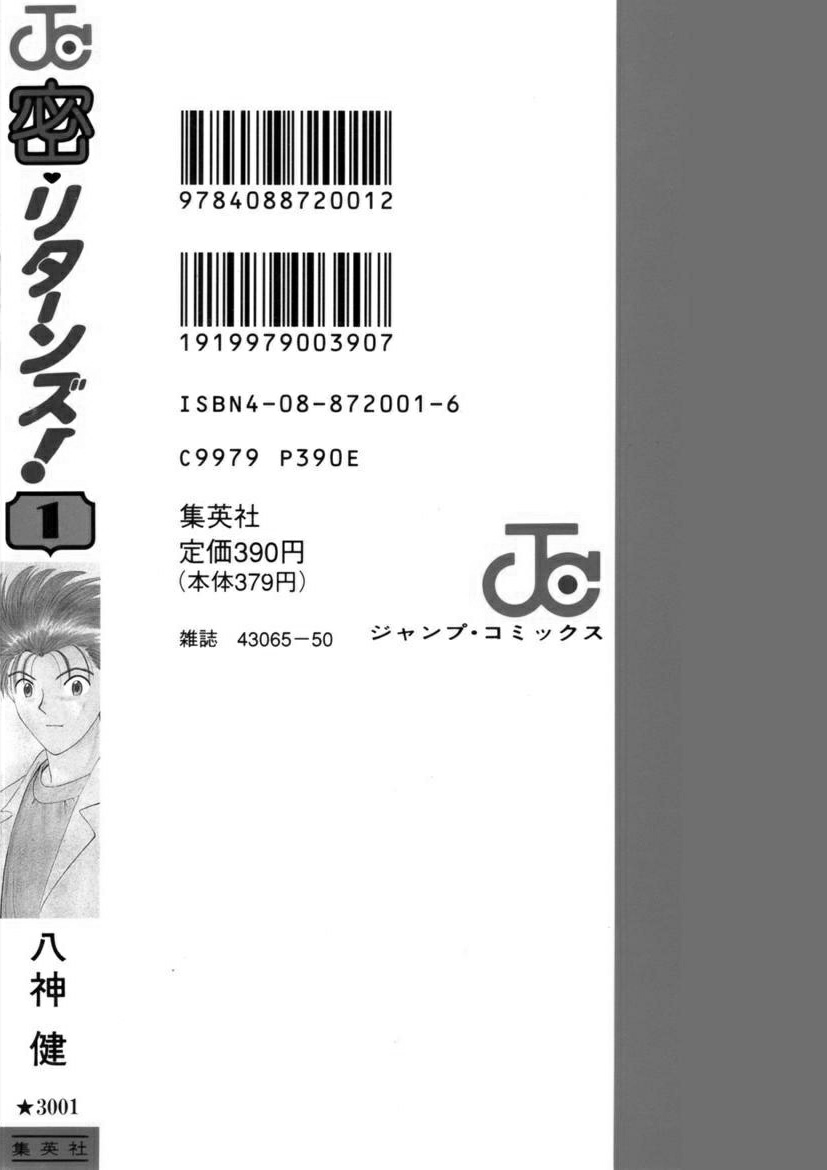 JC
密♥リターンズ!
1
八神健
★3001
集英社
9784088720012
1919979003907
ISBN4-08-872001-6
C9979 P390E
集英社
定価390円
(本体379円)
雑誌 43065-50
JC
ジャンプ・コミックス